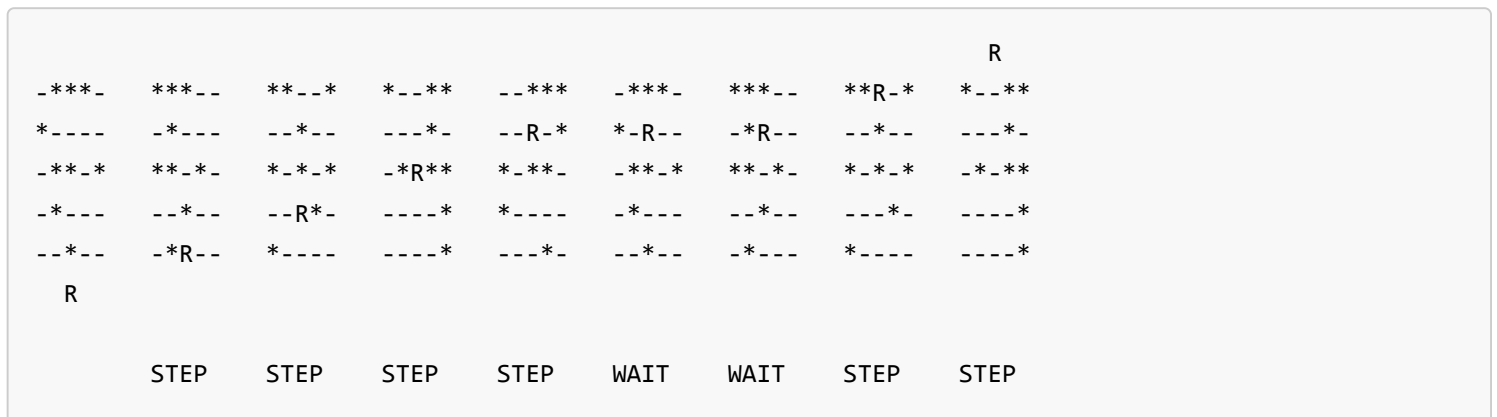 R
-***-   ***--   **--*   *--**   --***   -***-   ***--   **R-*   *--**
*----   -*---   --*--   ---*-   --R-*   *-R--   -*R--   --*--   ---*-
-**-*   **-*-   *-*-*   -*R**   *-**-   -**-*   **-*-   *-*-*   -*-**
-*---   --*--   --R*-   ----*   *----   -*---   --*--   ---*-   ----*
--*--   -*R--   *----   ----*   ---*-   --*--   -*---   *----   ----*
  R
        STEP    STEP    STEP    STEP    WAIT    WAIT    STEP    STEP